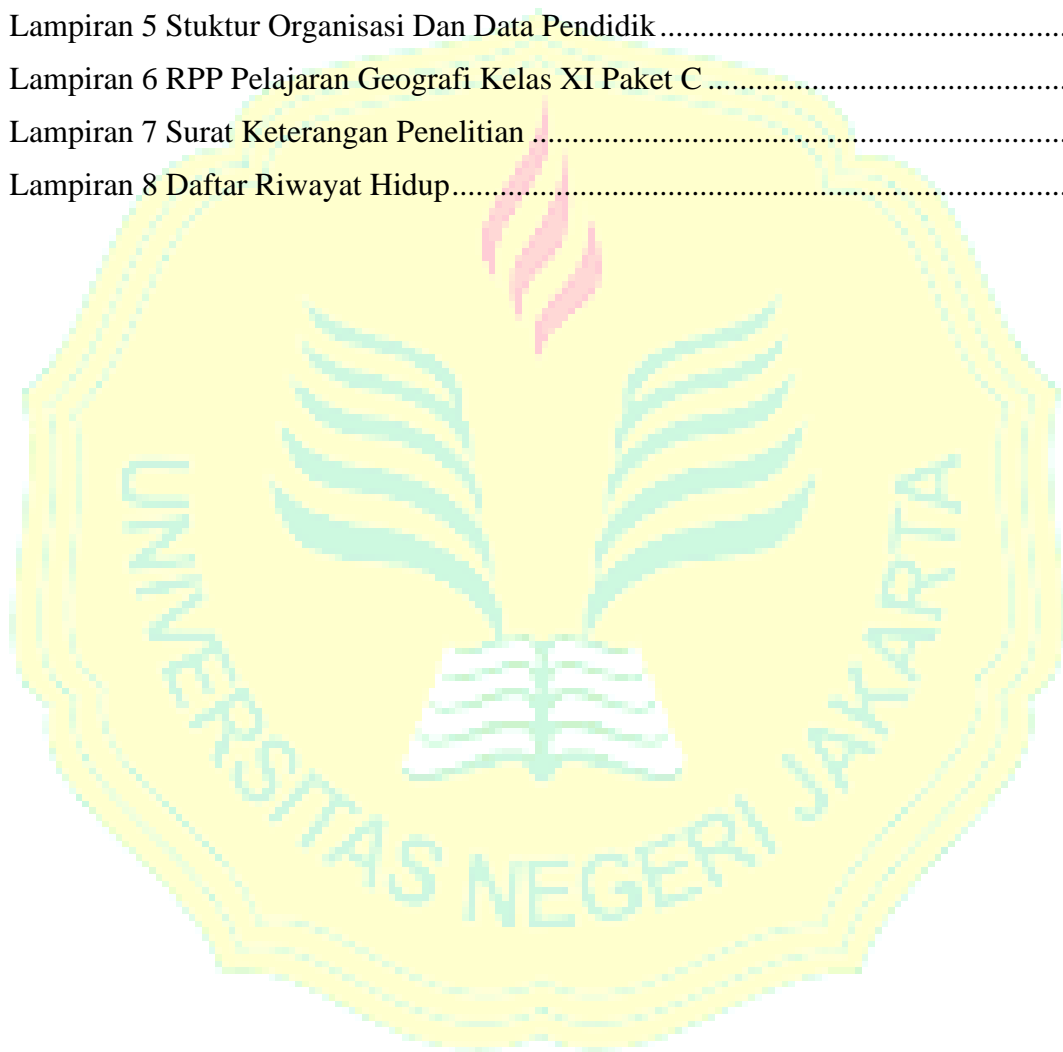 Lampiran 5 Stuktur Organisasi Dan Data Pendidik....................................................
Lampiran 6 RPP Pelajaran Geografi Kelas XI Paket C..............................................
Lampiran 7 Surat Keterangan Penelitian....................................................................
Lampiran 8 Daftar Riwayat Hidup.............................................................................
UNIVERSITAS NEGERI JAKARTA